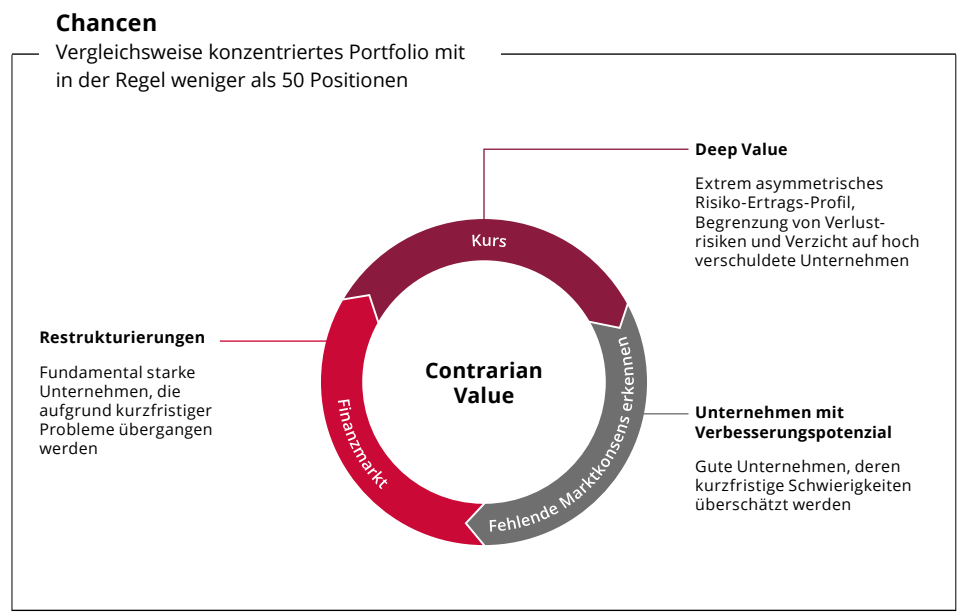 Chancen
Vergleichsweise konzentriertes Portfolio mit
in der Regel weniger als 50 Positionen
Deep Value
Extrem asymmetrisches
Risiko-Ertrags-Profil,
Begrenzung von Verlust-
risiken und Verzicht auf hoch
verschuldete Unternehmen
Kurs
Restrukturierungen
Fundamental starke
Unternehmen, die
aufgrund kurzfristiger
Probleme übergangen
werden
Contrarian
Value
Finanzmarkt
Fehlende Marktkonsens erkennen
Unternehmen mit
Verbesserungspotenzial
Gute Unternehmen, deren
kurzfristige Schwierigkeiten
überschätzt werden